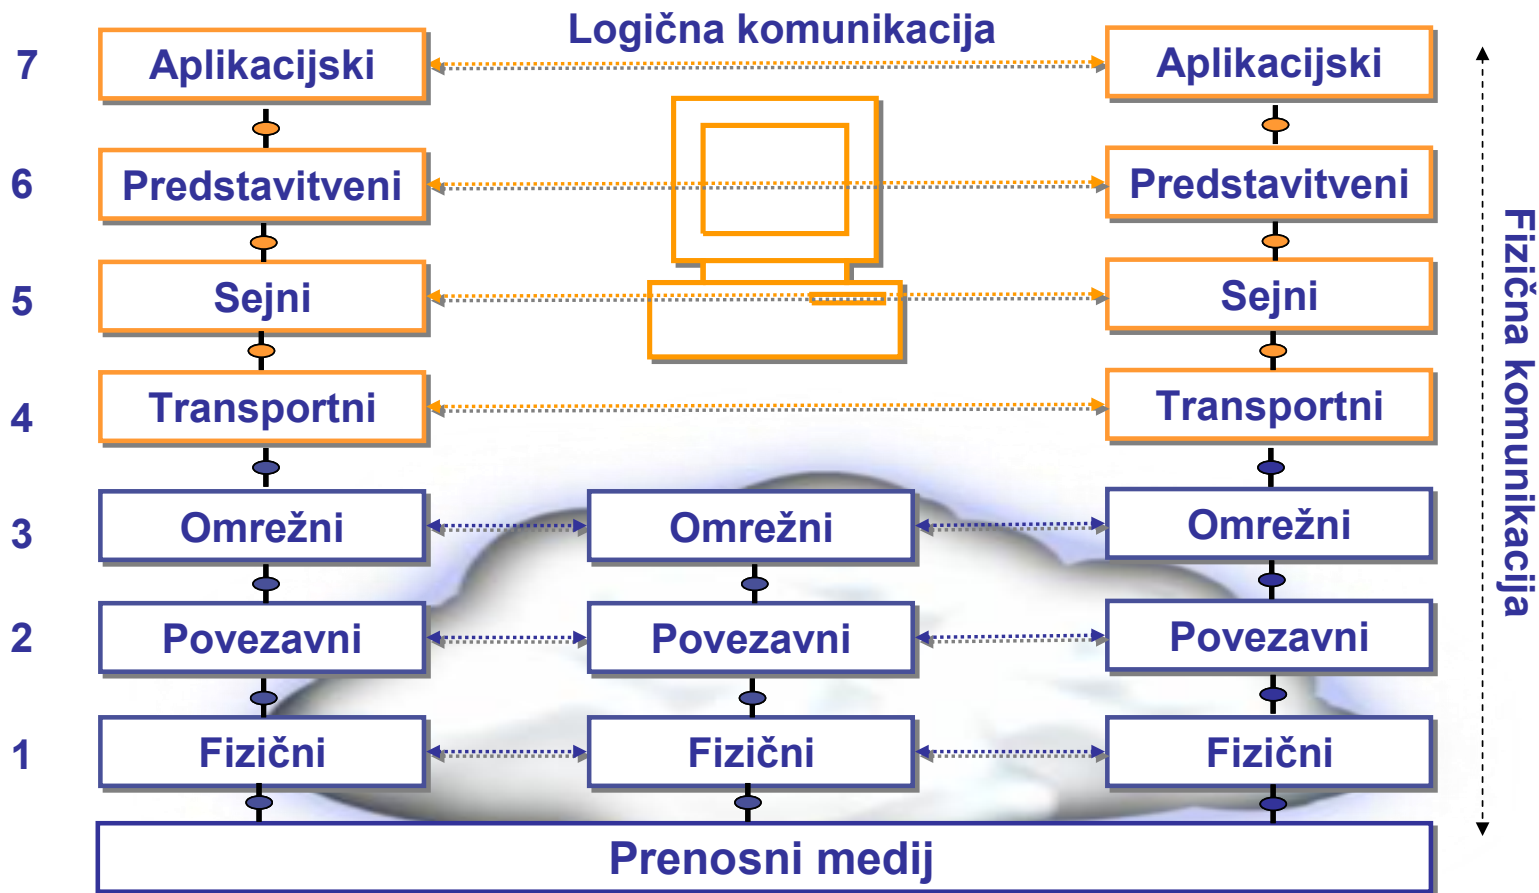 Logična komunikacija
7 Aplikacijski Aplikacijski
6 Predstavitveni Predstavitveni
5 Sejni Sejni
4 Transportni Transportni
3 Omrežni Omrežni Omrežni
2 Povezavni Povezavni Povezavni
1 Fizični Fizični Fizični
Prenosni medij
Fizična komunikacija